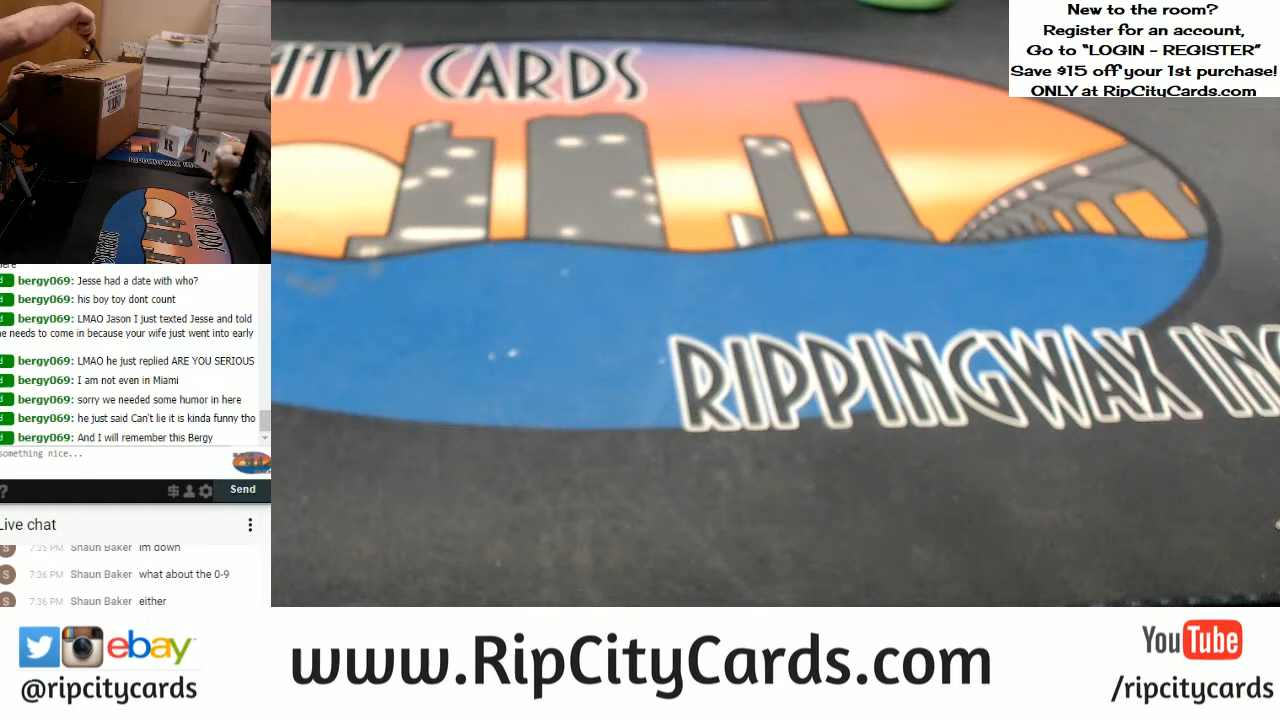 New to the room?
Register for an account,
Go to “LOGIN - REGISTER”
Save $15 off your 1st purchase!
ONLY at RipCityCards.com
CITY CARDS
RIPPINGWAX INC
bergy069: Jesse had a date with who?
bergy069: his boy toy dont count
bergy069: LMAO Jason I just texted Jesse and told
he needs to come in because your wife just went into early
bergy069: LMAO he just replied ARE YOU SERIOUS
bergy069: I am not even in Miami
bergy069: sorry we needed some humor in here
bergy069: he just said Can't lie it is kinda funny tho
bergy069: And I will remember this Bergy
something nice...
Send
Live chat
S 7:35 PM Shaun Baker im down
S 7:36 PM Shaun Baker what about the 0-9
S 7:36 PM Shaun Baker either
ebay
@ripcitycards
www.RipCityCards.com
YouTube
/ripcitycards